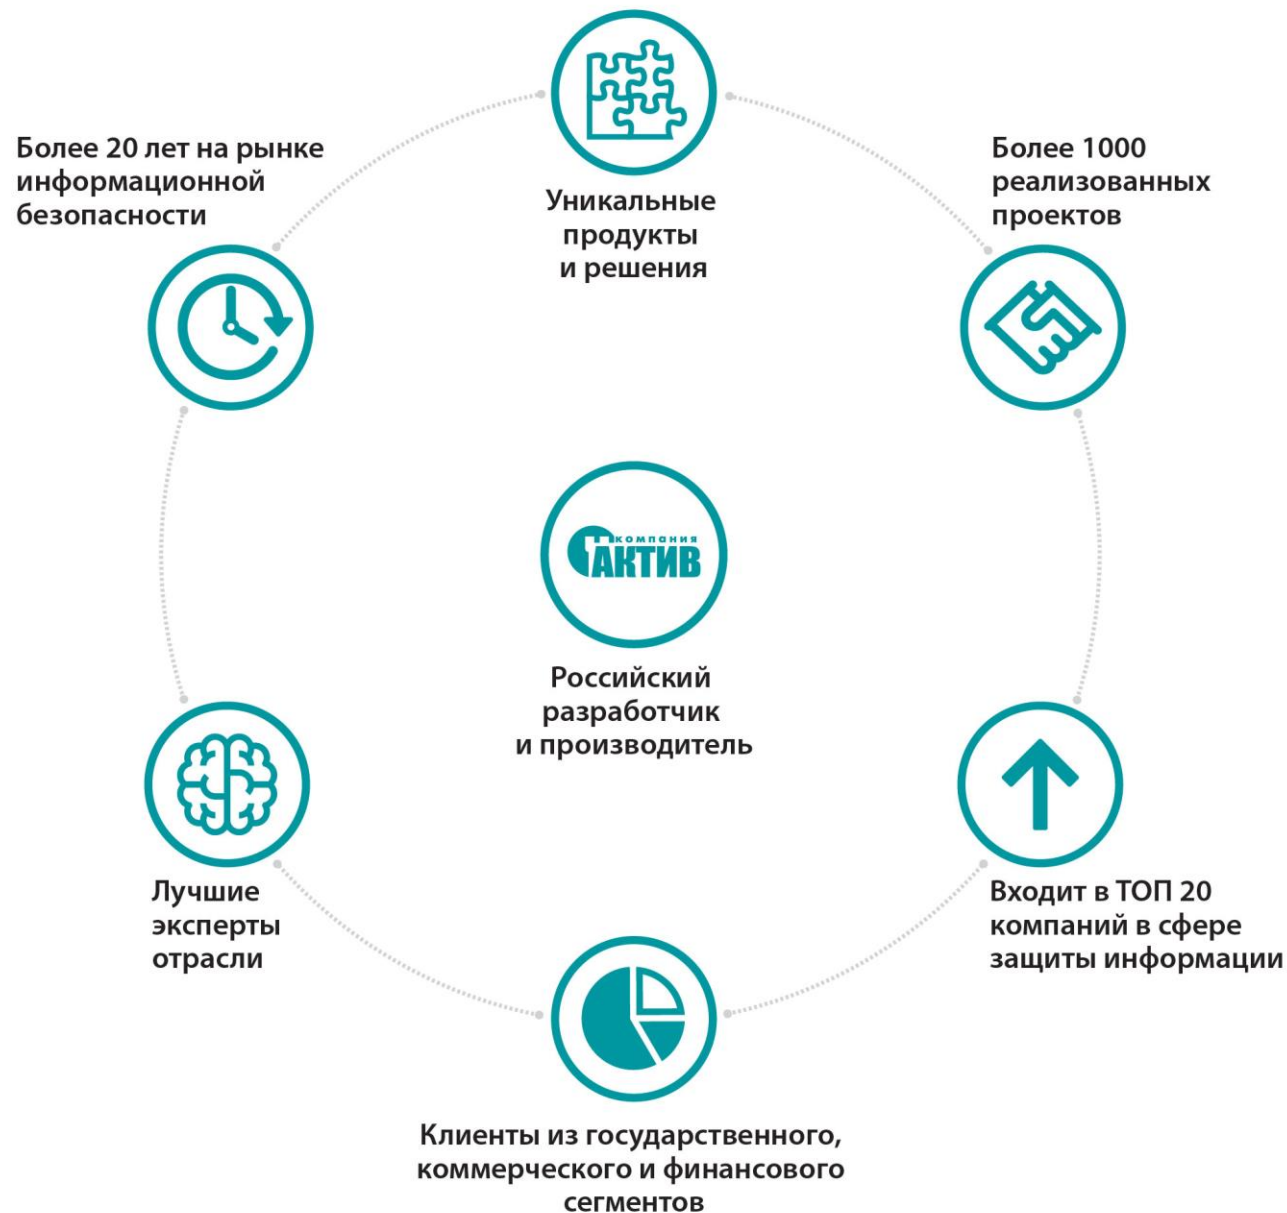 Уникальные
продукты
и решения
Более 20 лет на рынке
информационной
безопасности
Более 1000
реализованных
проектов
компания
АКТИВ
Российский
разработчик
и производитель
Лучшие
эксперты
отрасли
Входит в ТОП 20
компаний в сфере
защиты информации
Клиенты из государственного,
коммерческого и финансового
сегментов